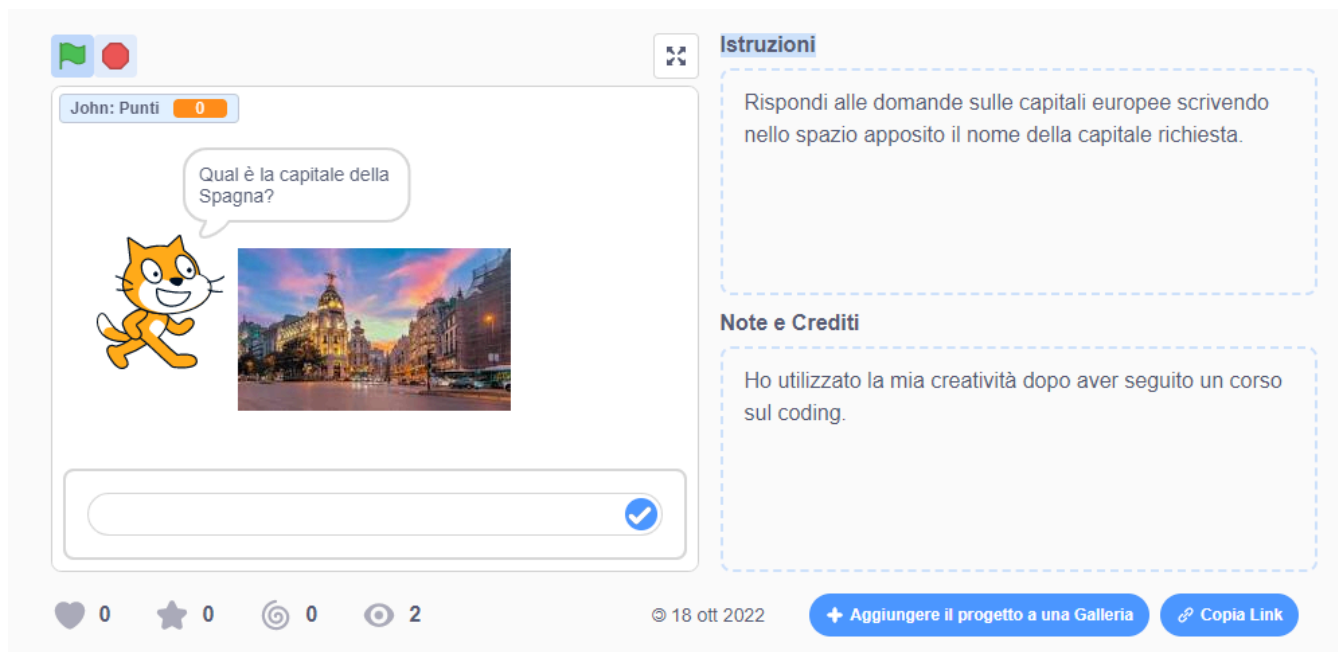 John: Punti 0
Qual è la capitale della
Spagna?
Istruzioni
Rispondi alle domande sulle capitali europee scrivendo
nello spazio apposito il nome della capitale richiesta.
Note e Crediti
Ho utilizzato la mia creatività dopo aver seguito un corso
sul coding.
0 0 0 2 © 18 ott 2022 Aggiungere il progetto a una Galleria Copia Link